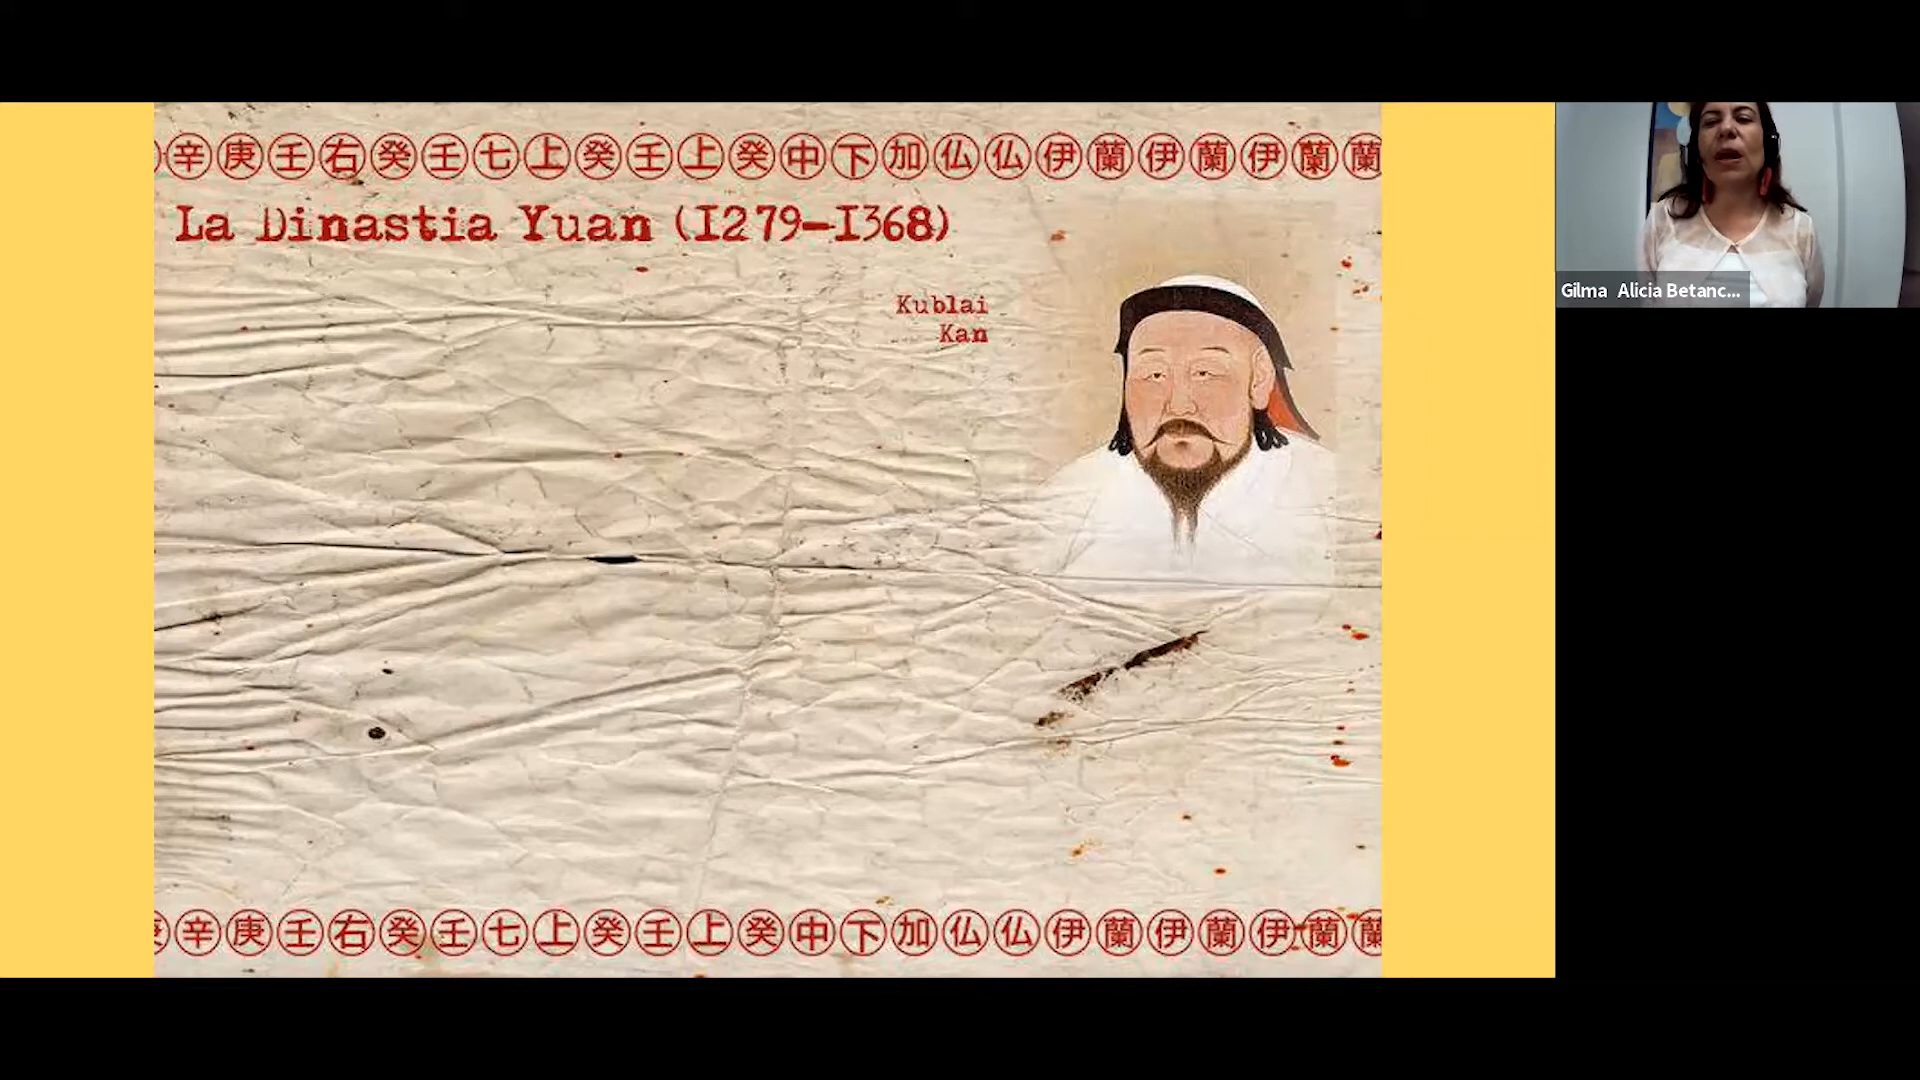 辛庚壬右癸壬七上癸壬上癸中下加仏仏伊蘭伊蘭伊蘭蘭
La Dinastia Yuan (1279-1368)
Kublai
Kan
Gilma Alicia Betanc...
辛庚壬右癸壬七上癸壬上癸中下加仏仏伊蘭伊蘭伊蘭蘭